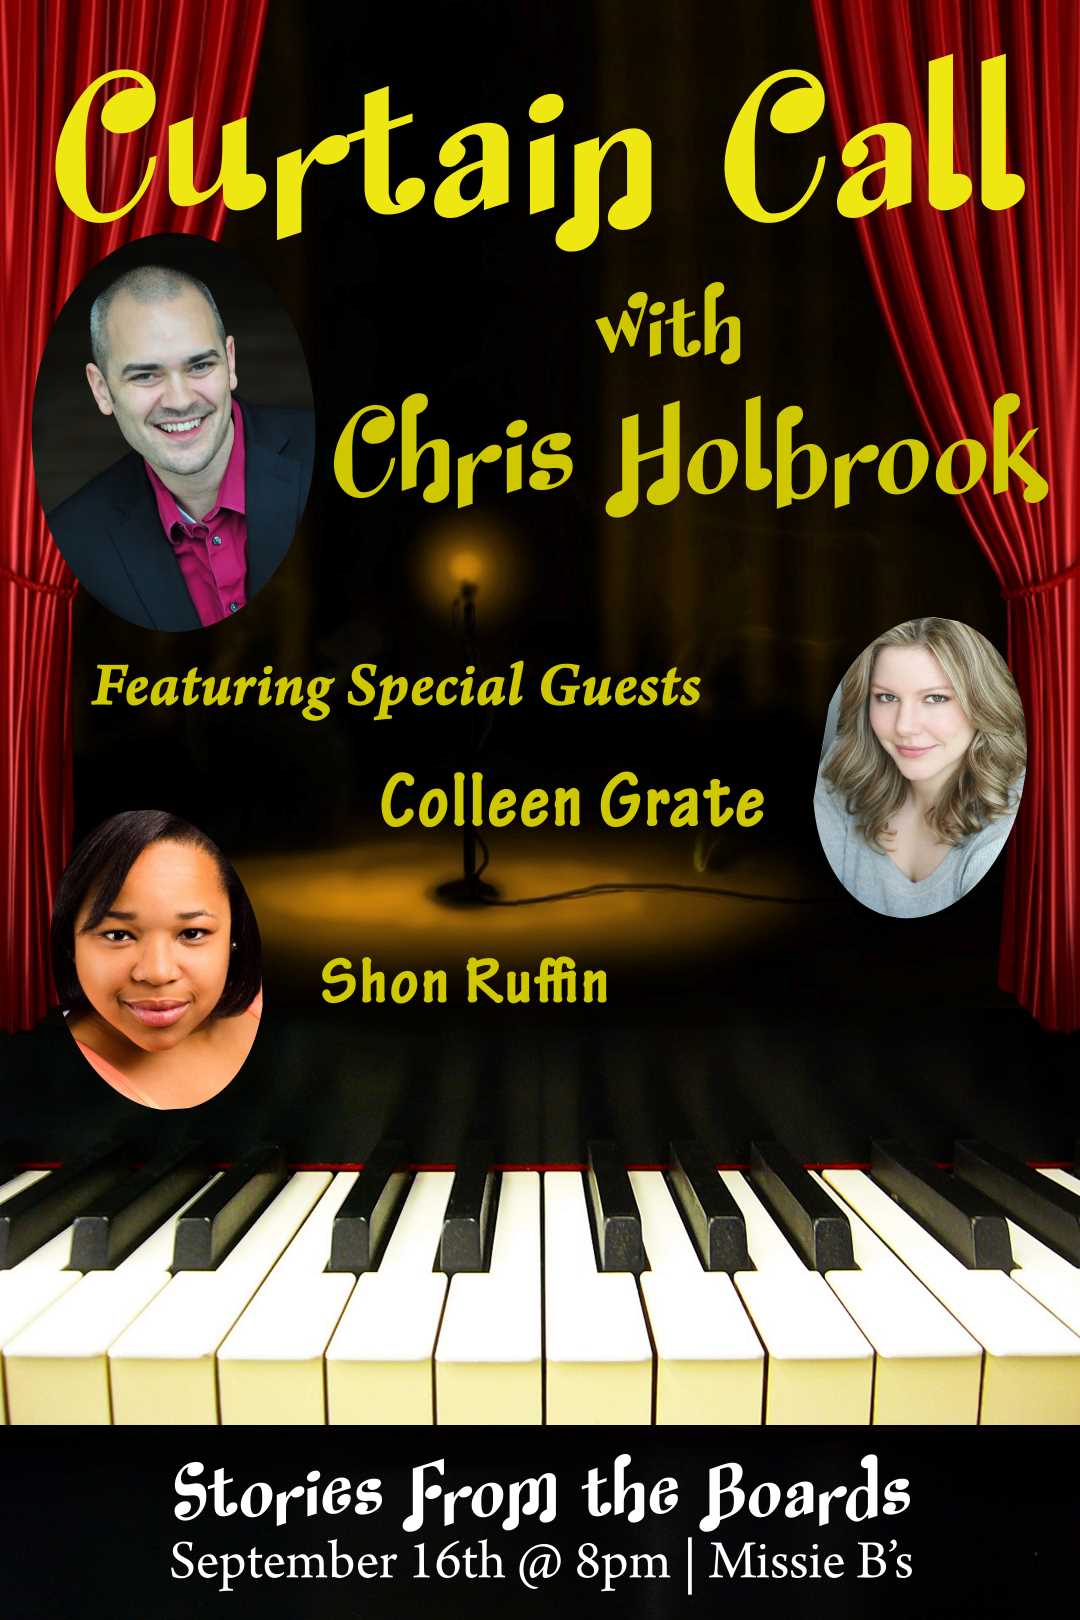 Curtain Call
with
Chris Holbrook
Featuring Special Guests
Colleen Grate
Shon Ruffin
Stories From the Boards
September 16th @ 8pm | Missie B's